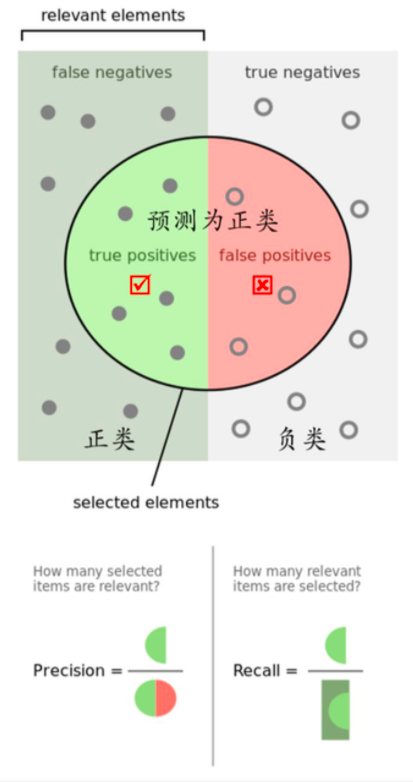 relevant elements
false negatives
true negatives
预测为正类
true positives
false positives
正类
负类
selected elements
How many selected
items are relevant?
How many relevant
items are selected?
Precision =
Recall =